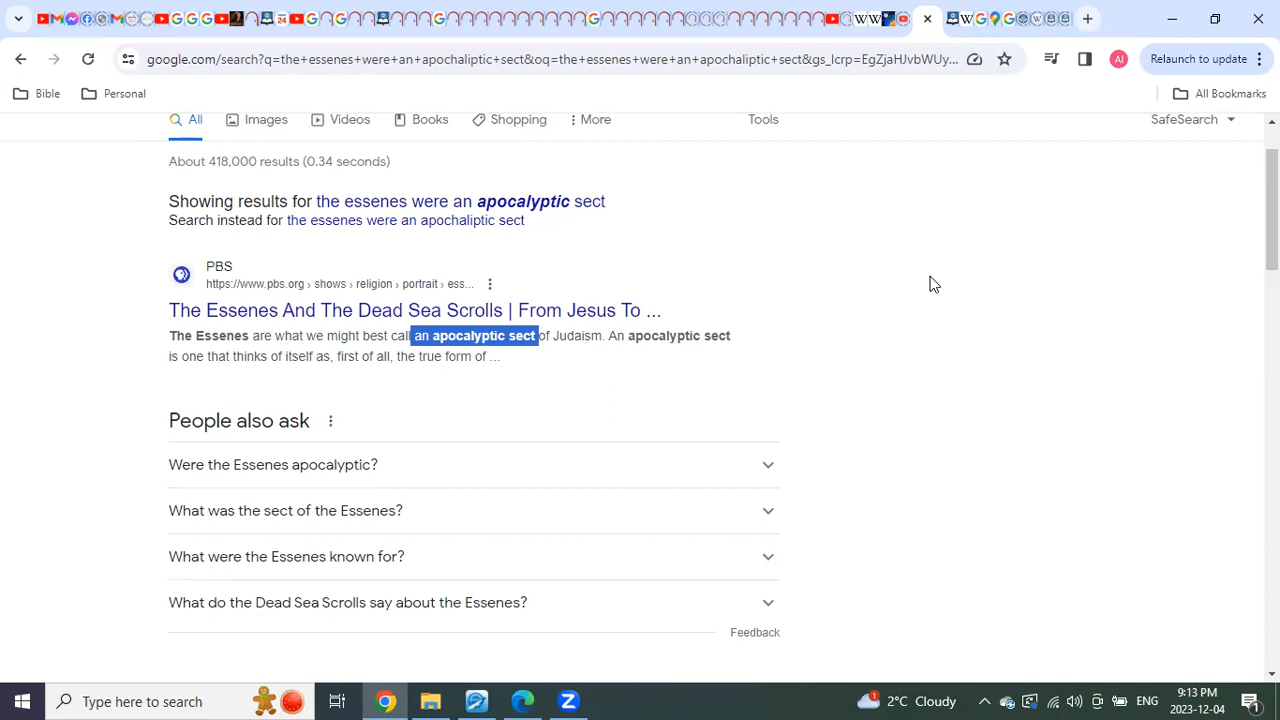 24
google.com/search?q=the+essenes+were+an+apochaliptic+sect&oq=the+essenes+were+an+apochaliptic+sect&gs_lcrp=EgZjaHJvbWUy...
AI
Relaunch to update
Bible
Personal
All Bookmarks
All
Images
Videos
Books
Shopping
More
Tools
SafeSearch
About 418,000 results (0.34 seconds)
Showing results for the essenes were an apocalyptic sect
Search instead for the essenes were an apochaliptic sect
PBS
https://www.pbs.org › shows › religion › portrait › ess...
The Essenes And The Dead Sea Scrolls | From Jesus To ...
The Essenes are what we might best call an apocalyptic sect of Judaism. An apocalyptic sect
is one that thinks of itself as, first of all, the true form of ...
People also ask
Were the Essenes apocalyptic?
What was the sect of the Essenes?
What were the Essenes known for?
What do the Dead Sea Scrolls say about the Essenes?
Feedback
Type here to search
1
2°C Cloudy
ENG
9:13 PM
2023-12-04
1